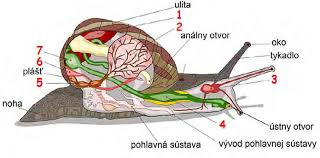 ulita
1
2
análny otvor
oko
tykadlo
7
6
plášť
5
3
noha
4
ústny otvor
pohlavná sústava
vývod pohlavnej sústavy